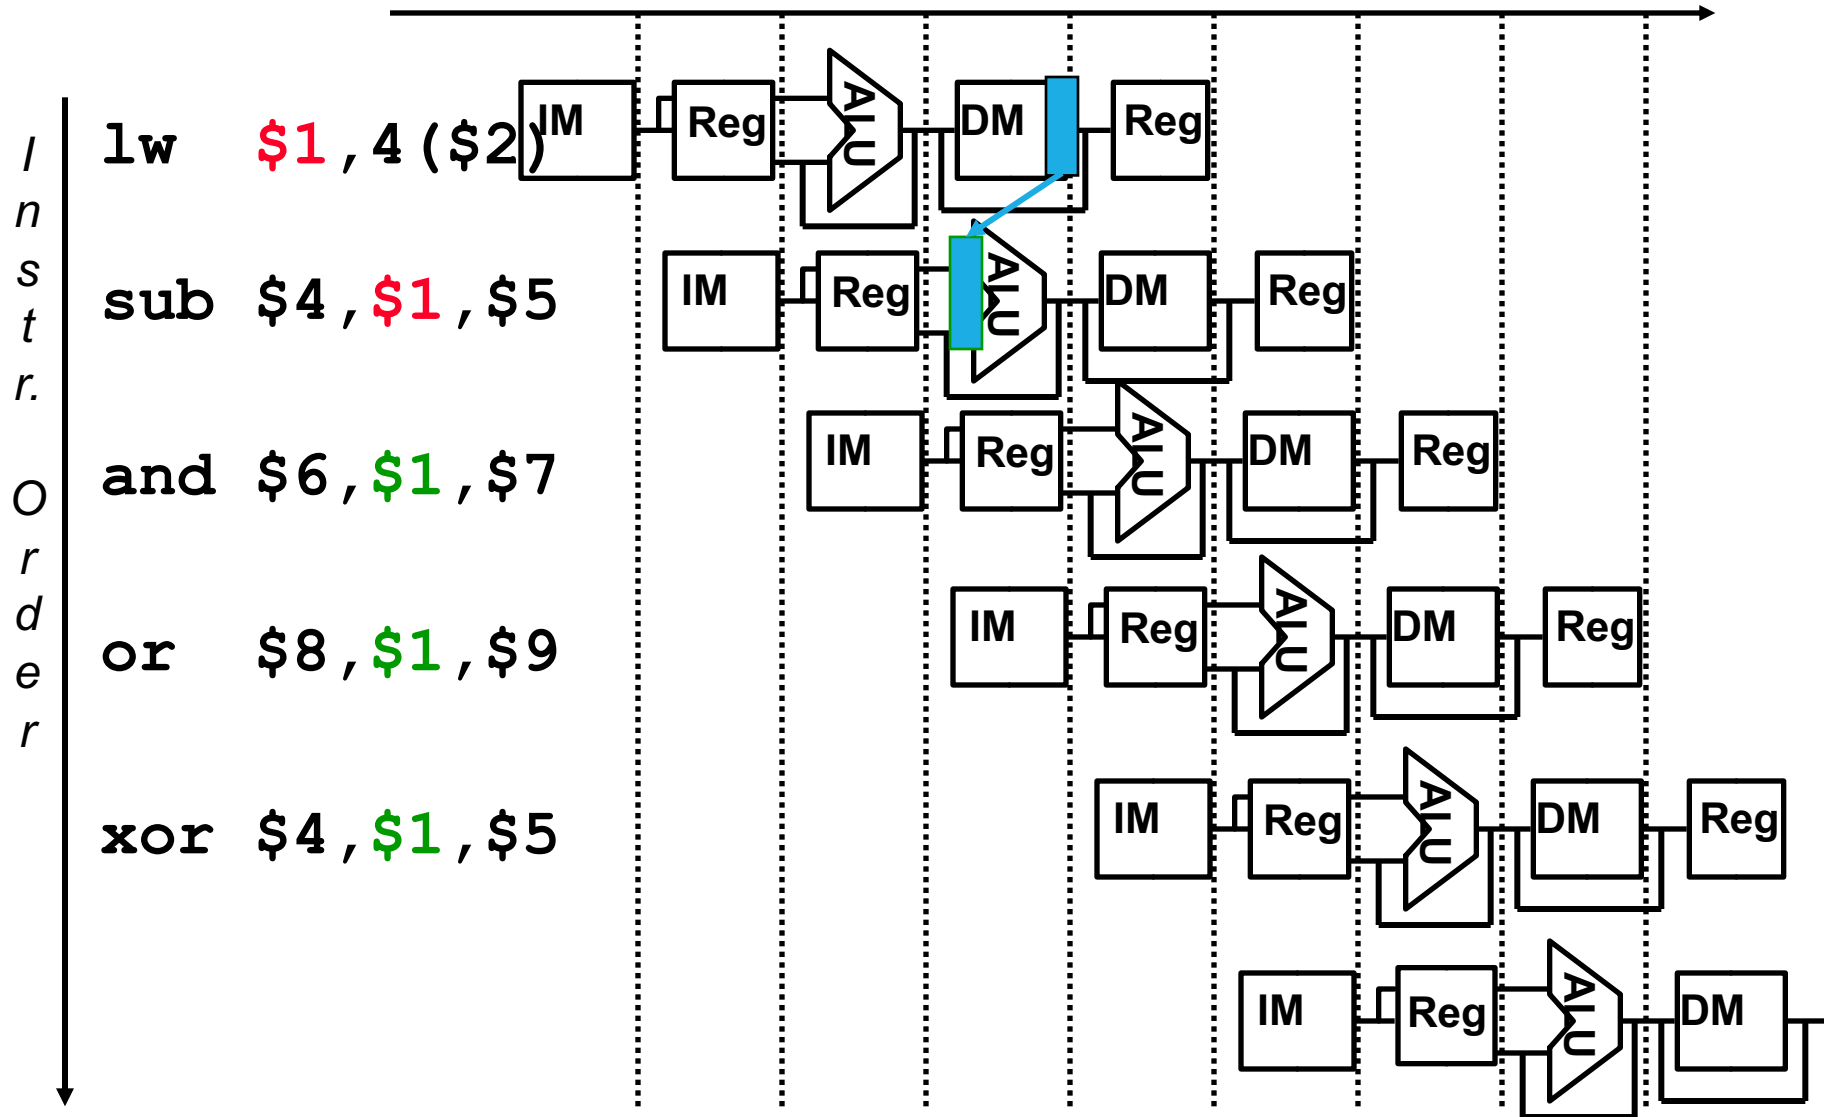 Instr. Order
lw $1,4($2) IM Reg ALU DM Reg
sub $4,$1,$5 IM Reg ALU DM Reg
and $6,$1,$7 IM Reg ALU DM Reg
or $8,$1,$9 IM Reg ALU DM Reg
xor $4,$1,$5 IM Reg ALU DM Reg
IM Reg ALU DM